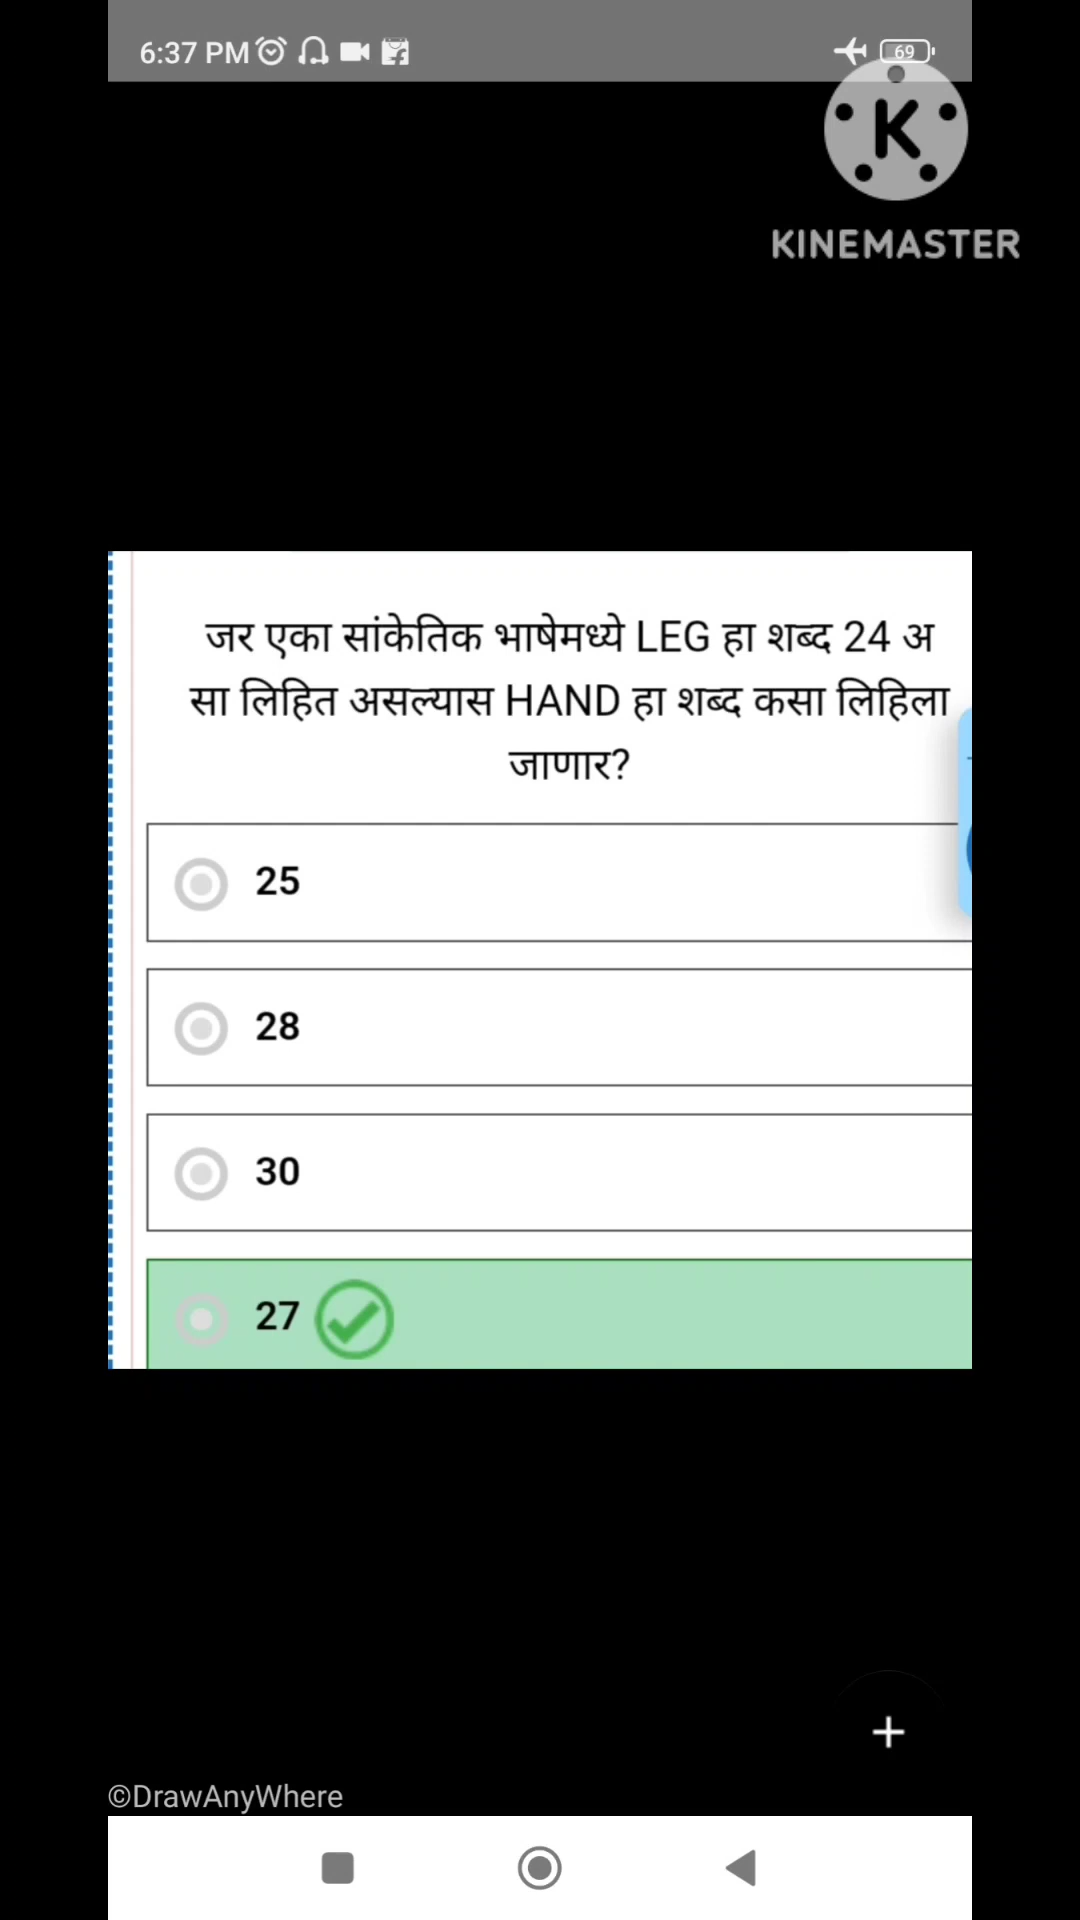 6:37 PM
69
K
KINEMASTER
जर एका सांकेतिक भाषेमध्ये LEG हा शब्द 24 अ
सा लिहित असल्यास HAND हा शब्द कसा लिहिला
जाणार?
25
28
30
27
©DrawAnyWhere